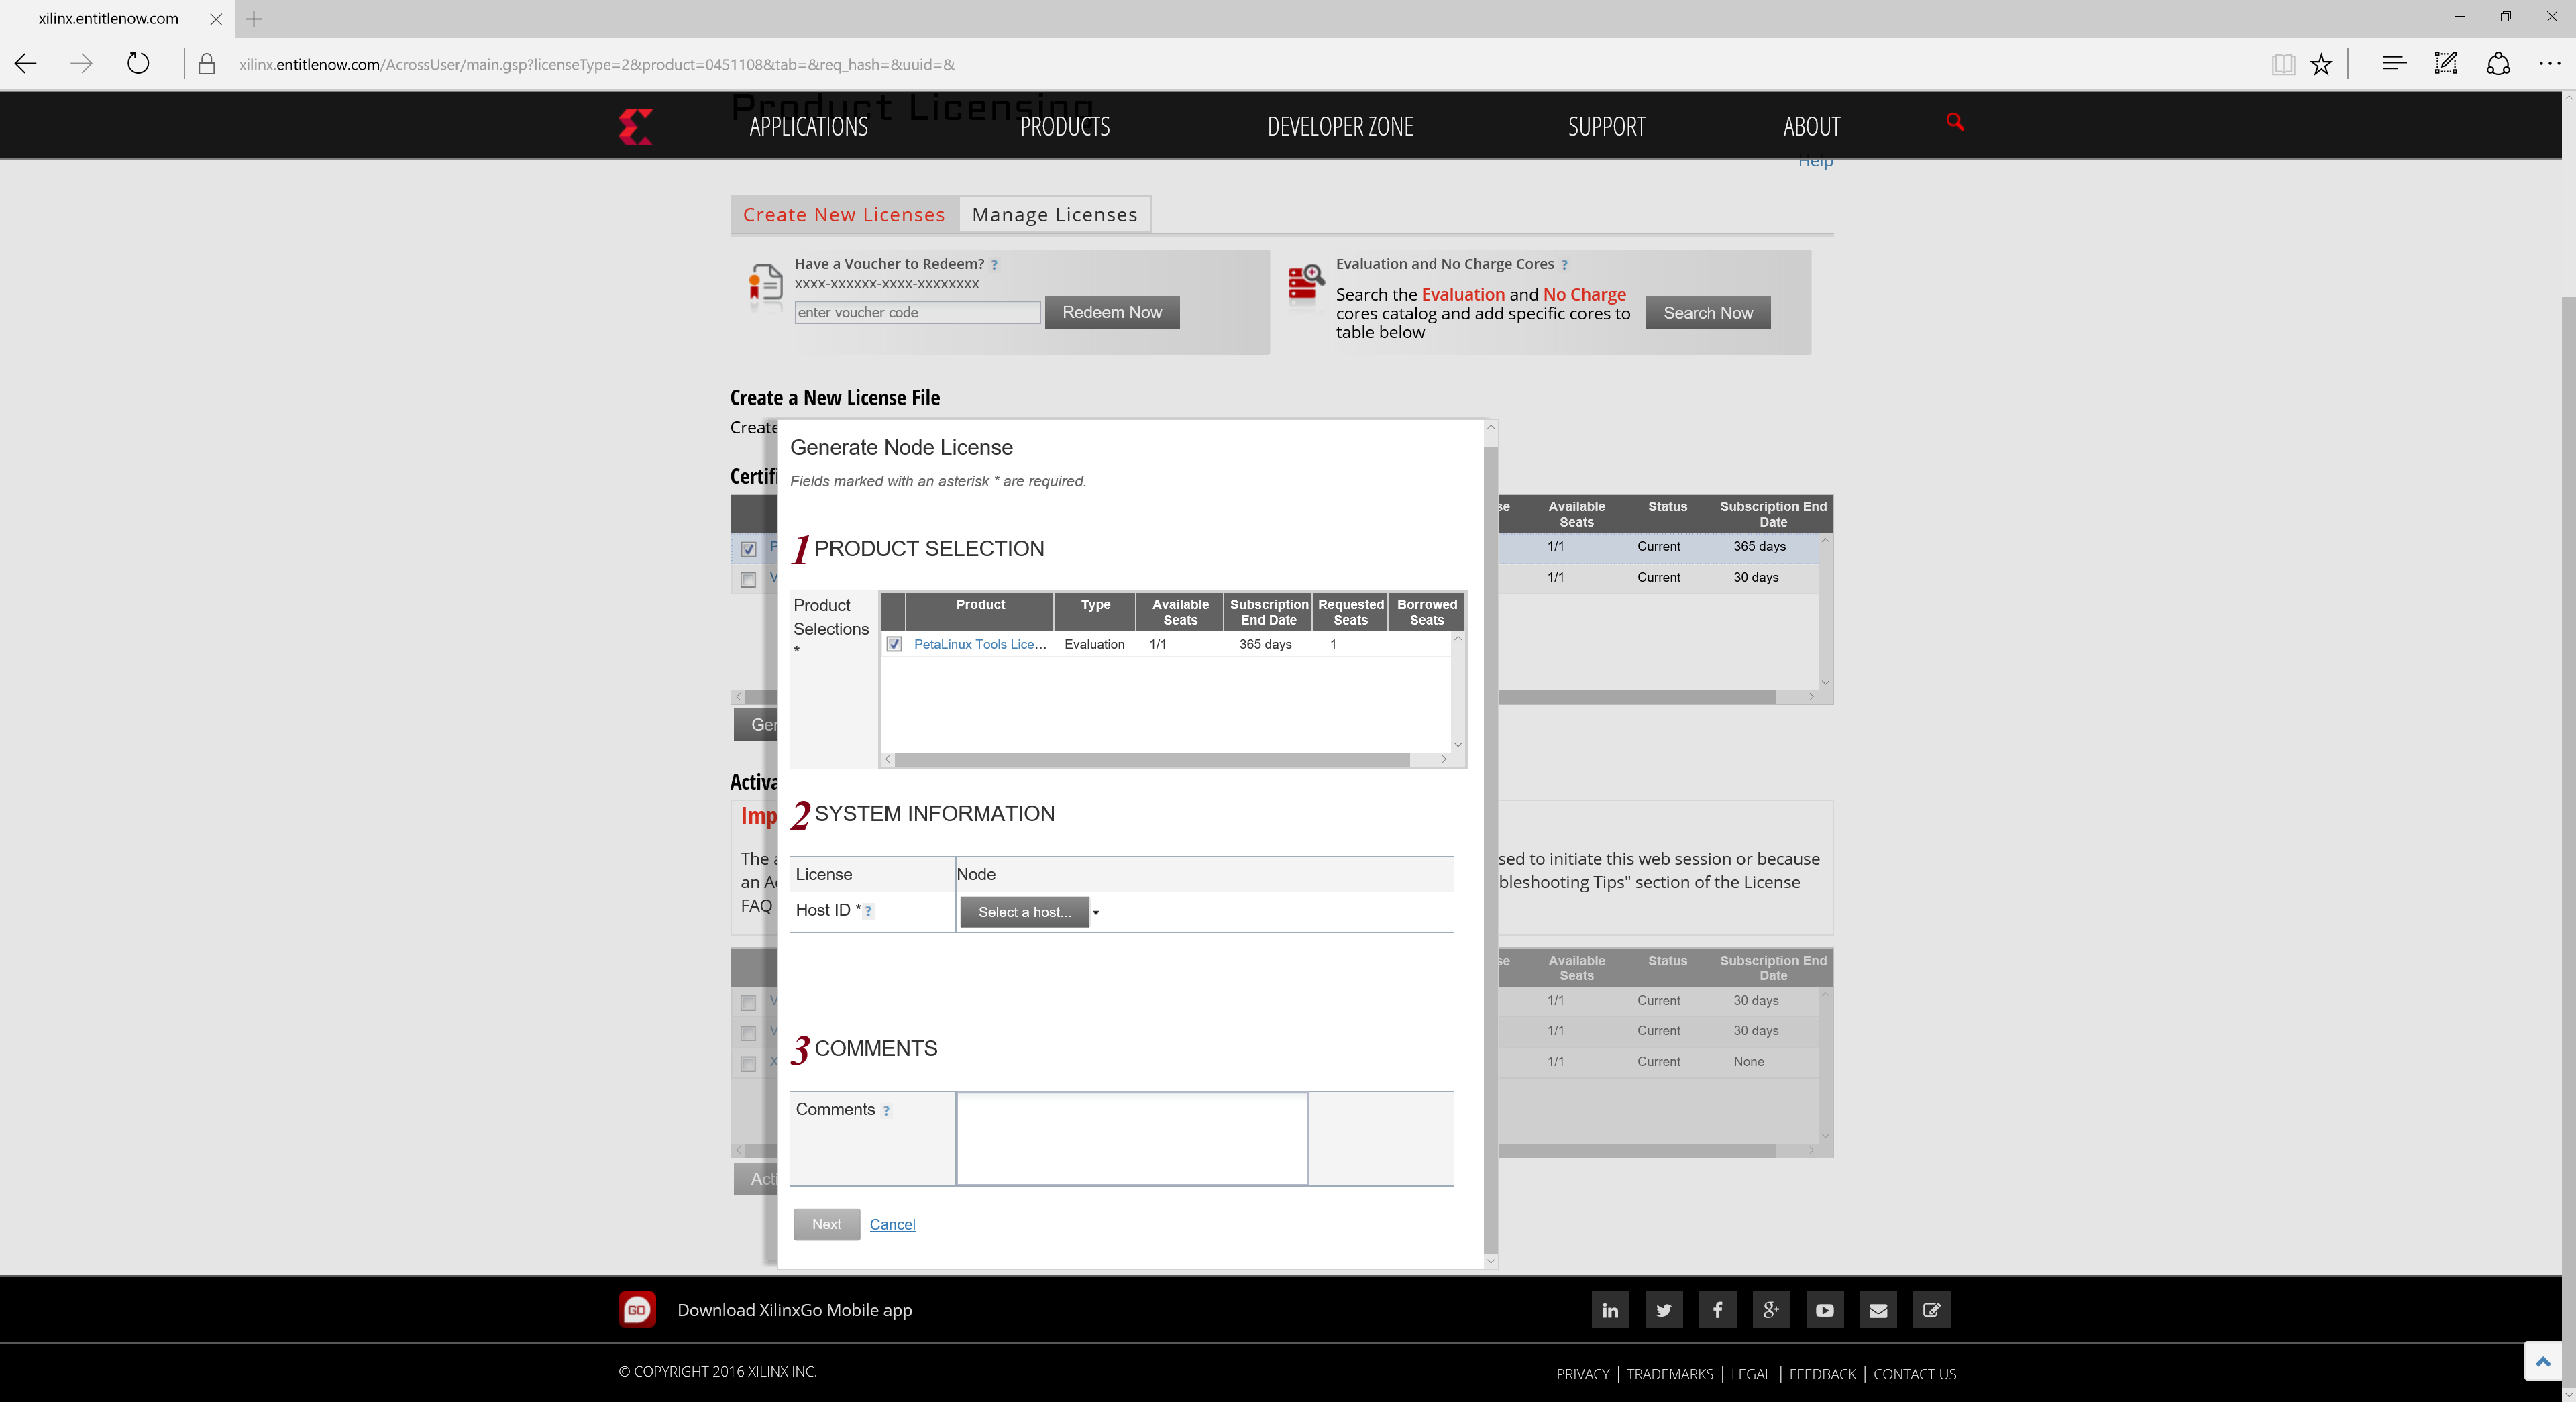 xilinx.entitlenow.com
xilinx.entitlenow.com/AcrossUser/main.gsp?licenseType=2&product=0451108&tab=&req_hash=&uuid=&
Product Licensing
APPLICATIONS PRODUCTS DEVELOPER ZONE SUPPORT ABOUT
Help
Create New Licenses Manage Licenses
Have a Voucher to Redeem? ?
xxxx-xxxxxx-xxxx-xxxxxxxx
enter voucher code Redeem Now
Evaluation and No Charge Cores ?
Search the Evaluation and No Charge
cores catalog and add specific cores to
table below
Search Now
Create a New License File
Create
Generate Node License
Fields marked with an asterisk * are required.
1 PRODUCT SELECTION
Product
Selections
*
Product Type Available Seats Subscription End Date Requested Seats Borrowed Seats
PetaLinux Tools Lice... Evaluation 1/1 365 days 1
2 SYSTEM INFORMATION
License Node
Host ID * ? Select a host...
3 COMMENTS
Comments ?
Next Cancel
Certifi
Available Seats Status Subscription End Date
1/1 Current 365 days
1/1 Current 30 days
Ger
Activa
Imp
The a
an Ac
FAQ
sed to initiate this web session or because
bleshooting Tips" section of the License
Available Seats Status Subscription End Date
1/1 Current 30 days
1/1 Current 30 days
1/1 Current None
Acti
GO Download XilinxGo Mobile app
© COPYRIGHT 2016 XILINX INC.
PRIVACY | TRADEMARKS | LEGAL | FEEDBACK | CONTACT US